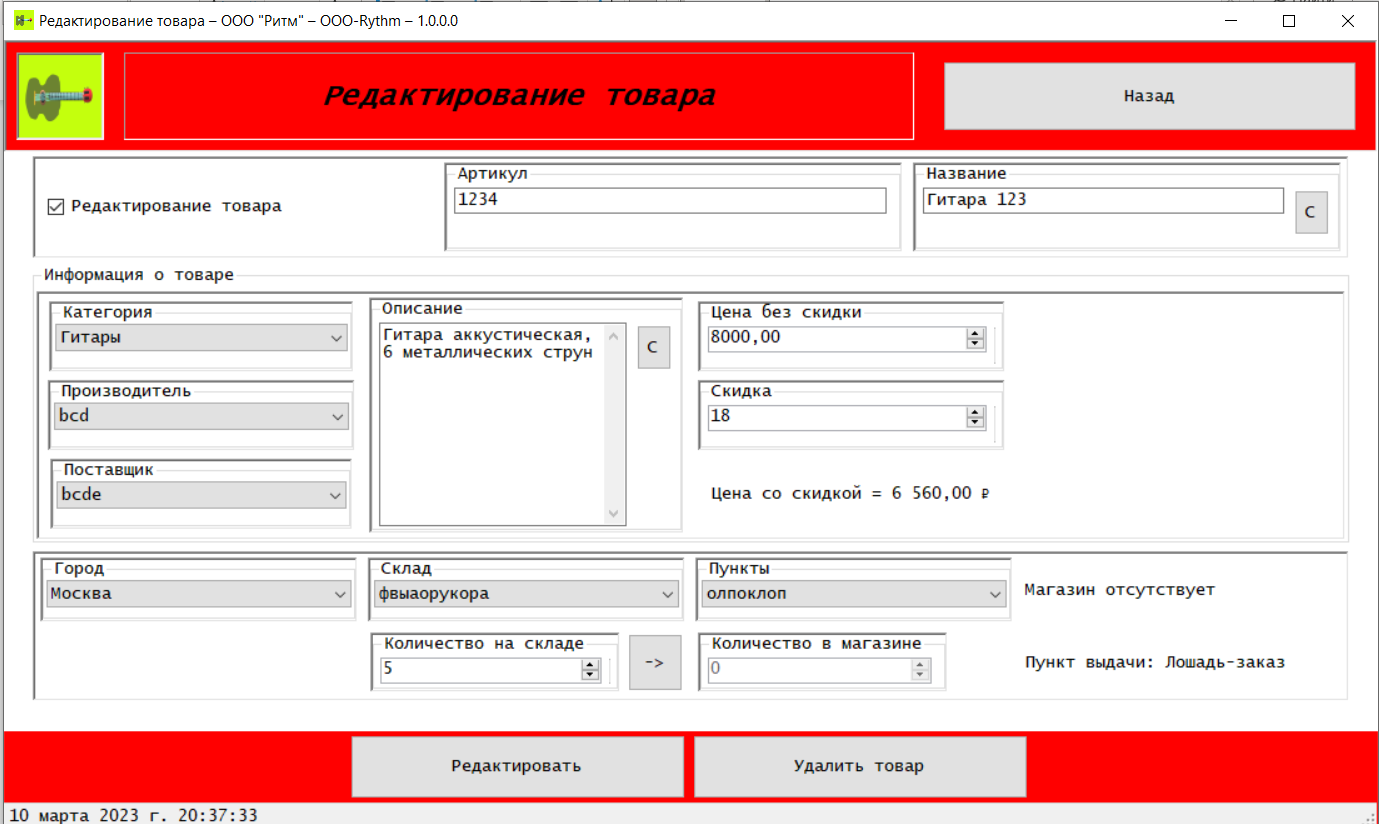 Редактирование товара – ООО "Ритм" – OOO-Rythm – 1.0.0.0
Редактирование товара
Назад
Редактирование товара
Артикул
1234
Название
Гитара 123
C
Информация о товаре
Категория
Гитары
Производитель
bcd
Поставщик
bcde
Описание
Гитара аккустическая,
6 металлических струн
C
Цена без скидки
8000,00
Скидка
18
Цена со скидкой = 6 560,00 ₽
Город
Москва
Склад
фвыаорукора
Пункты
олпоклоп
Магазин отсутствует
Количество на складе
5
->
Количество в магазине
0
Пункт выдачи: Лошадь-заказ
Редактировать
Удалить товар
10 марта 2023 г. 20:37:33